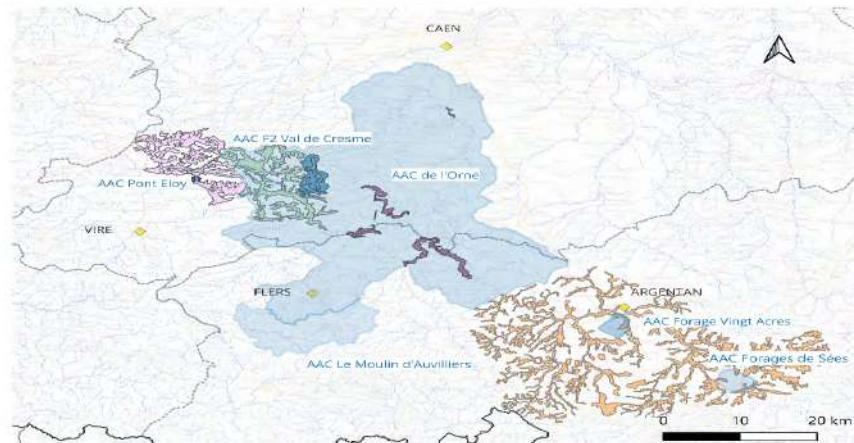 CAEN
AAC F2 Val de Cresme
AAC de l'Orne
AAC Pont Eloy
VIRE
FLERS
ARGENTAN
AAC Forage Vingt Acres
AAC Forages de Sées
AAC Le Moulin d'Auvilliers
0 10 20 km